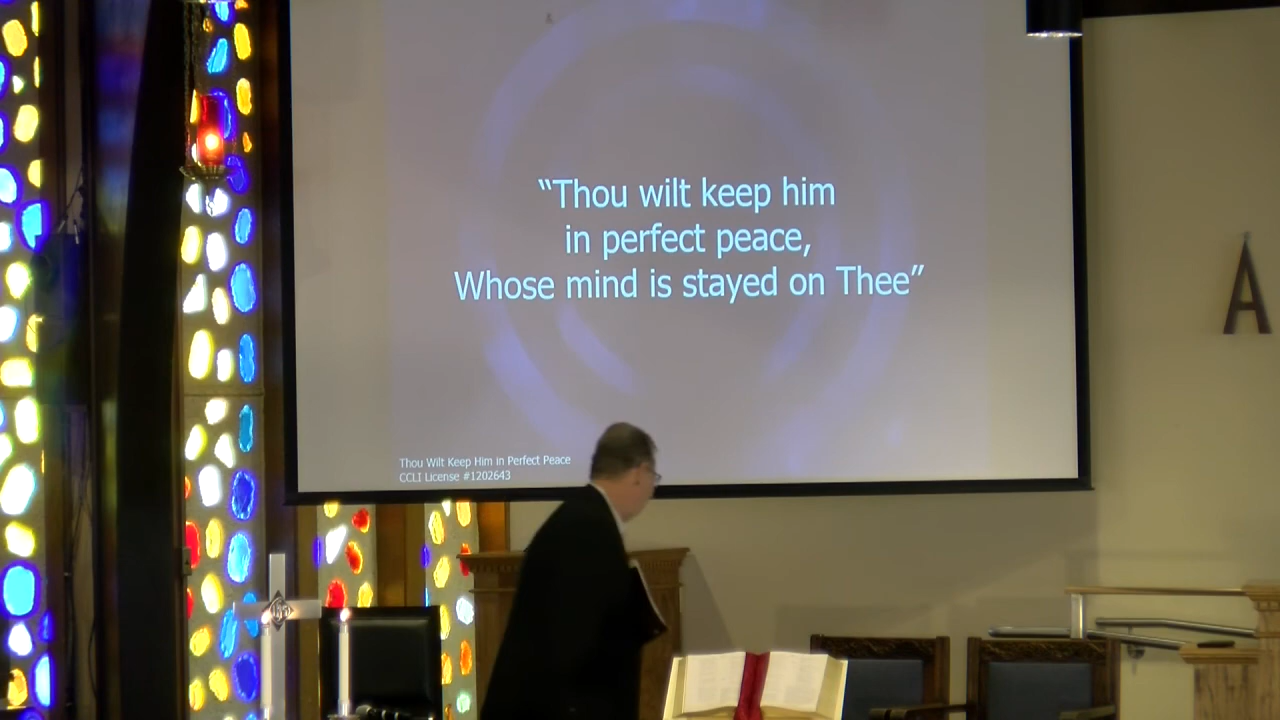 “Thou wilt keep him
in perfect peace,
Whose mind is stayed on Thee”
Thou Wilt Keep Him in Perfect Peace
CCLI License #1202643
A